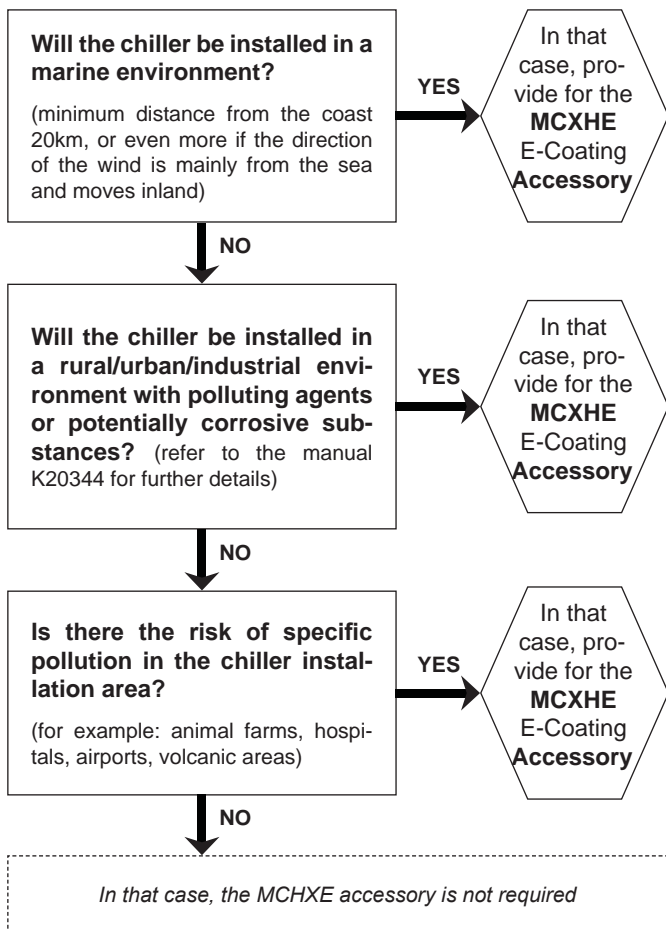 Will the chiller be installed in a
marine environment?
(minimum distance from the coast
20km, or even more if the direction
of the wind is mainly from the sea
and moves inland)
YES
In that
case, pro-
vide for the
MCXHE
E-Coating
Accessory
NO
Will the chiller be installed in
a rural/urban/industrial envi-
ronment with polluting agents
or potentially corrosive sub-
stances? (refer to the manual
K20344 for further details)
YES
In that
case, pro-
vide for the
MCXHE
E-Coating
Accessory
NO
Is there the risk of specific
pollution in the chiller instal-
lation area?
(for example: animal farms, hospi-
tals, airports, volcanic areas)
YES
In that
case, pro-
vide for the
MCXHE
E-Coating
Accessory
NO
In that case, the MCHXE accessory is not required